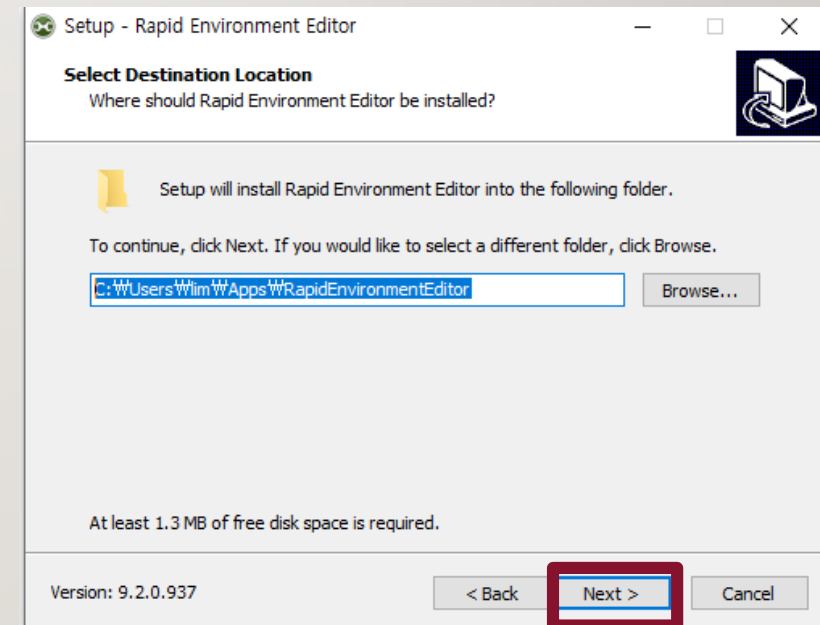 Setup - Rapid Environment Editor
Select Destination Location
Where should Rapid Environment Editor be installed?
Setup will install Rapid Environment Editor into the following folder.
To continue, click Next. If you would like to select a different folder, click Browse.
C:₩Users₩lim₩Apps₩RapidEnvironmentEditor
Browse...
At least 1.3 MB of free disk space is required.
Version: 9.2.0.937
< Back
Next >
Cancel